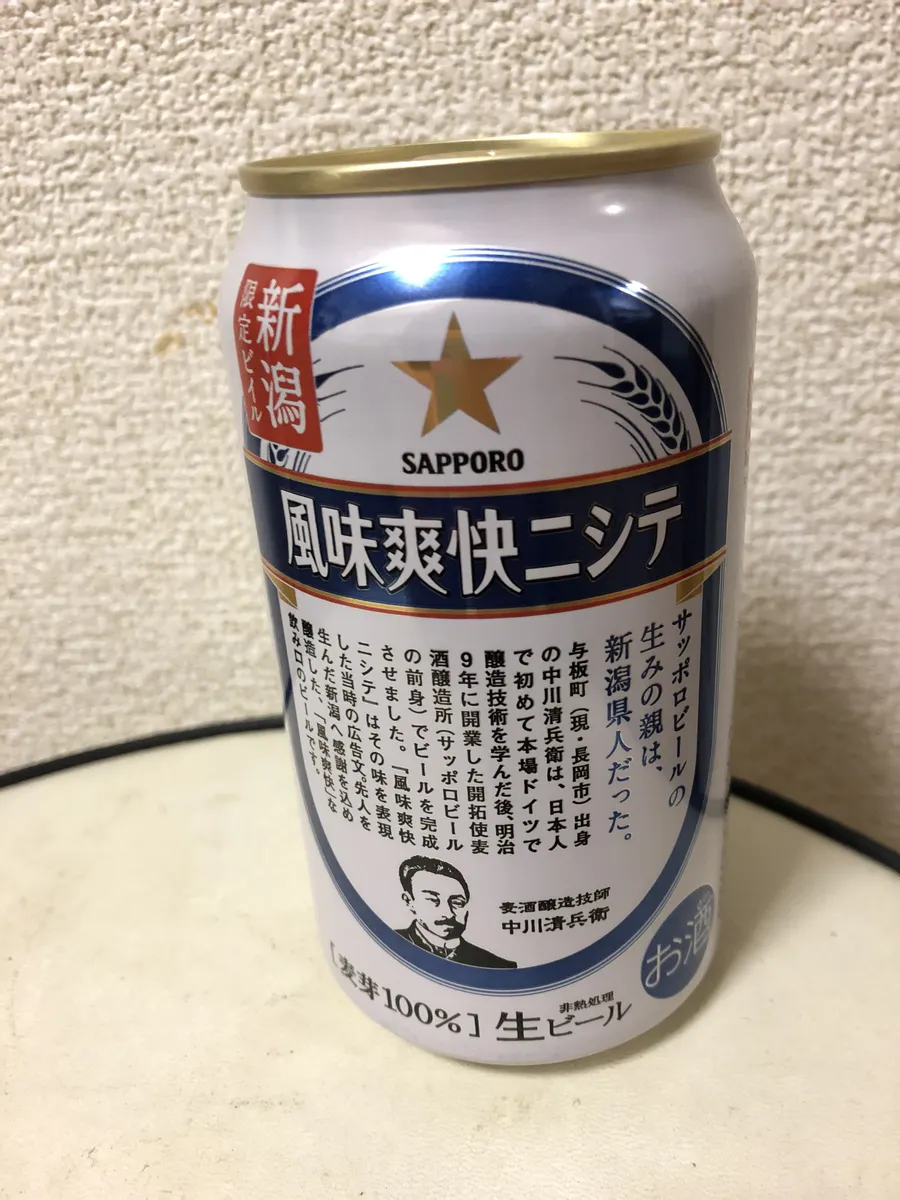 新潟
限定ビイル
SAPPORO
風味爽快ニシテ
サッポロビールの
生みの親は、
新潟県人だった。
与板町（現・長岡市）出身
の中川清兵衛は、日本人
で初めて本場ドイツで
醸造技術を学んだ後、明治
9年に開業した開拓使麦
酒醸造所（サッポロビール
の前身）でビールを完成
させました。「風味爽快
ニシテ」はその味を表現
した当時の広告文。先人を
生んだ新潟へ感謝を込め
醸造した、「風味爽快」な
飲み口のビールです。
麦酒醸造技師
中川清兵衛
お酒
［麦芽100%］
非熱処理
生ビール